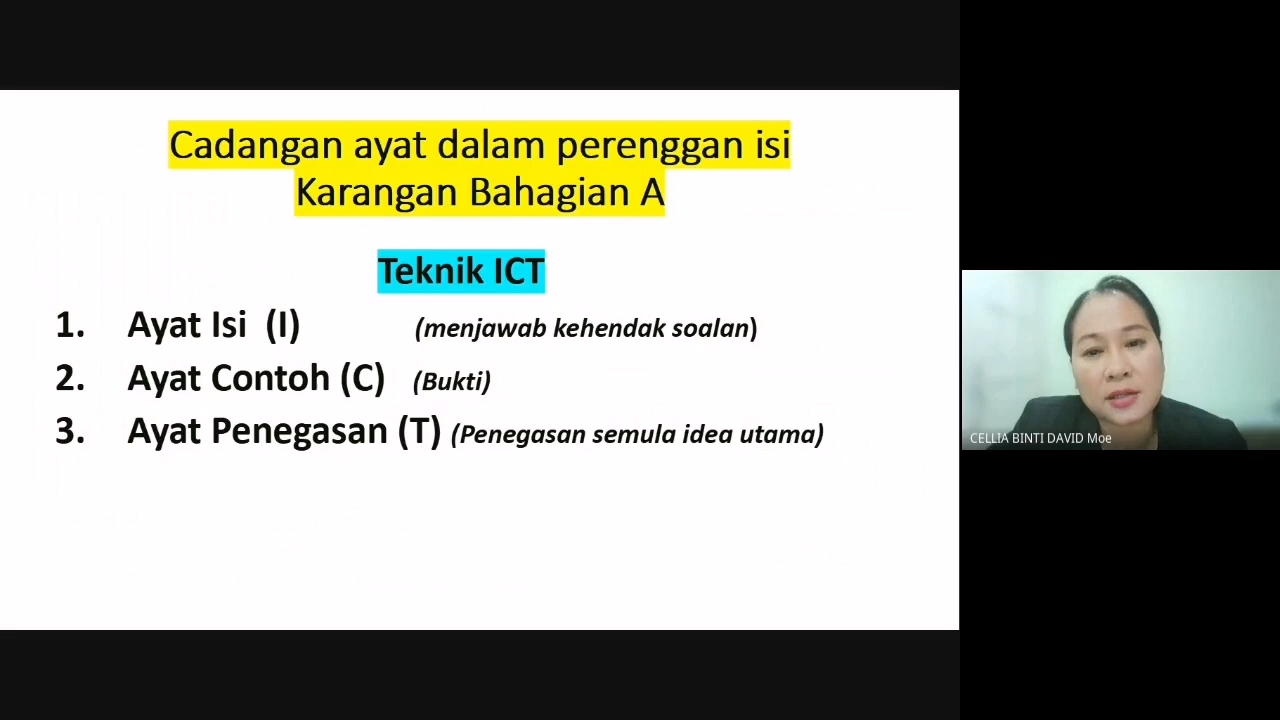 Cadangan ayat dalam perenggan isi
Karangan Bahagian A
Teknik ICT
1. Ayat Isi (I) (menjawab kehendak soalan)
2. Ayat Contoh (C) (Bukti)
3. Ayat Penegasan (T) (Penegasan semula idea utama)
CELLIA BINTI DAVID Moe